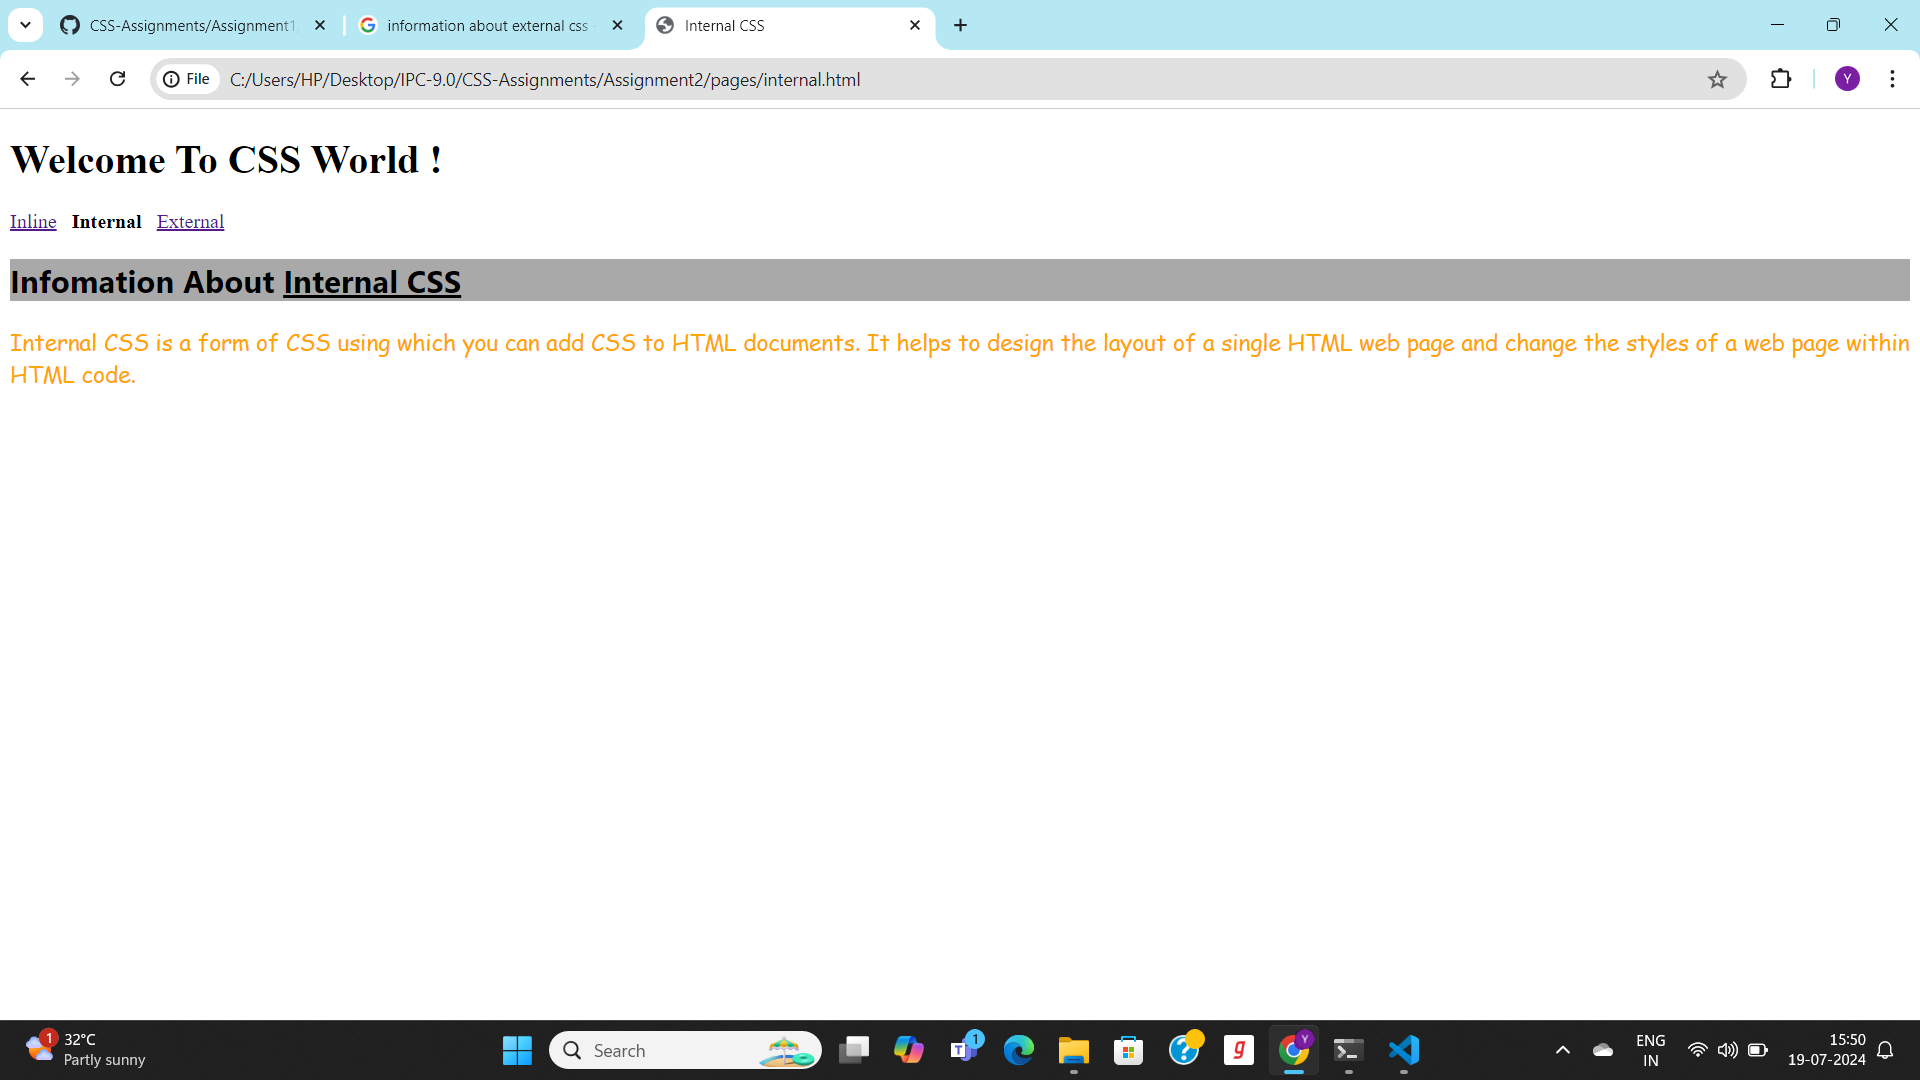 CSS-Assignments/Assignment1
information about external css
Internal CSS
File
C:/Users/HP/Desktop/IPC-9.0/CSS-Assignments/Assignment2/pages/internal.html
Y
Welcome To CSS World !
Inline Internal External
Infomation About Internal CSS
Internal CSS is a form of CSS using which you can add CSS to HTML documents. It helps to design the layout of a single HTML web page and change the styles of a web page within
HTML code.
1
32°C
Partly sunny
Search
T
1
?
g
Y
ENG
IN
15:50
19-07-2024